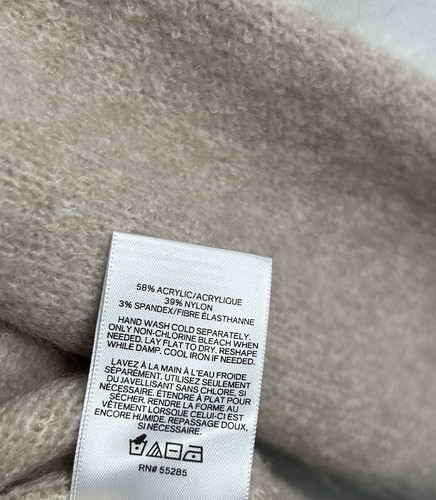 58% ACRYLIC/ACRYLIQUE
39% NYLON
3% SPANDEX/FIBRE ÉLASTHANNE
HAND WASH COLD SEPARATELY.
ONLY NON-CHLORINE BLEACH WHEN
NEEDED. LAY FLAT TO DRY. RESHAPE
WHILE DAMP. COOL IRON IF NEEDED.
LAVEZ À LA MAIN À L'EAU FROIDE
SÉPARÉMENT. UTILISEZ SEULEMENT
DU JAVELLISANT SANS CHLORE, SI
NÉCESSAIRE. ÉTENDRE À PLAT POUR
SÉCHER. RENDRE LA FORME AU
VÊTEMENT LORSQUE CELUI-CI EST
ENCORE HUMIDE. REPASSAGE DOUX,
SI NÉCESSAIRE.
RN# 55285